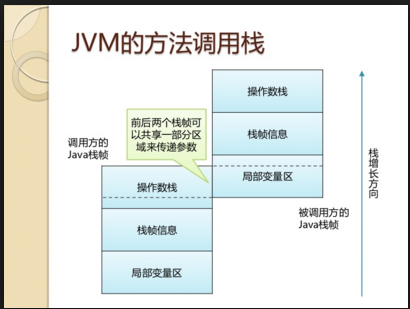 JVM的方法调用栈
操作数栈
前后两个栈帧可
以共享一部分区
域来传递参数
栈帧信息
调用方的
Java栈帧
局部变量区
栈增长方向
操作数栈
被调用方的
Java栈帧
栈帧信息
局部变量区